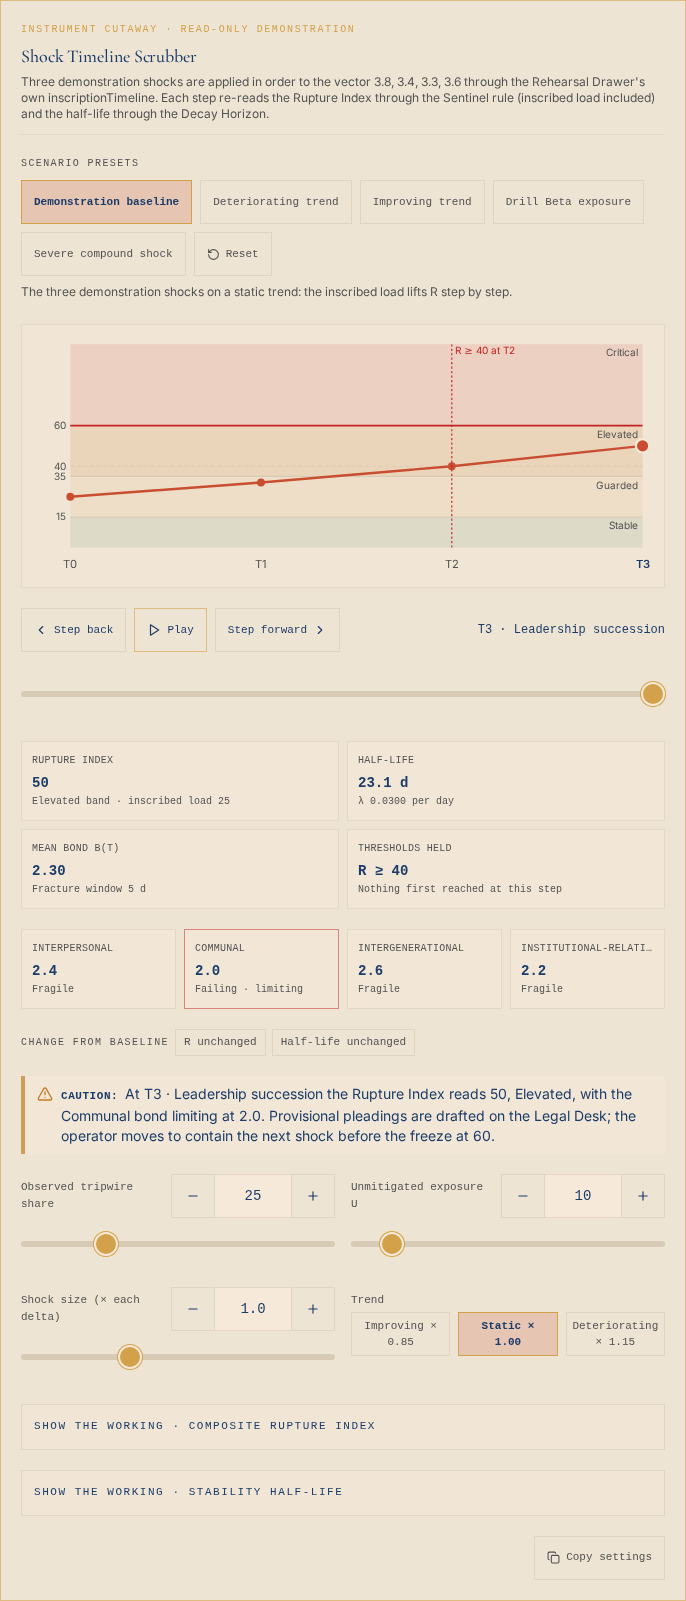 INSTRUMENT CUTAWAY · READ-ONLY DEMONSTRATION
Shock Timeline Scrubber
Three demonstration shocks are applied in order to the vector 3.8, 3.4, 3.3, 3.6 through the Rehearsal Drawer's
own inscriptionTimeline. Each step re-reads the Rupture Index through the Sentinel rule (inscribed load included)
and the half-life through the Decay Horizon.
SCENARIO PRESETS
Demonstration baseline
Deteriorating trend
Improving trend
Drill Beta exposure
Severe compound shock
Reset
The three demonstration shocks on a static trend: the inscribed load lifts R step by step.
R ≥ 40 at T2
Critical
60
Elevated
40
35
Guarded
15
Stable
T0
T1
T2
T3
Step back
Play
Step forward
T3 · Leadership succession
RUPTURE INDEX
50
Elevated band · inscribed load 25
HALF-LIFE
23.1 d
λ 0.0300 per day
MEAN BOND B(T)
2.30
Fracture window 5 d
THRESHOLDS HELD
R ≥ 40
Nothing first reached at this step
INTERPERSONAL
2.4
Fragile
COMMUNAL
2.0
Failing · limiting
INTERGENERATIONAL
2.6
Fragile
INSTITUTIONAL-RELATI…
2.2
Fragile
CHANGE FROM BASELINE
R unchanged
Half-life unchanged
CAUTION: At T3 · Leadership succession the Rupture Index reads 50, Elevated, with the
Communal bond limiting at 2.0. Provisional pleadings are drafted on the Legal Desk; the
operator moves to contain the next shock before the freeze at 60.
Observed tripwire
share
− 25 +
Unmitigated exposure
U
− 10 +
Shock size (× each
delta)
− 1.0 +
Trend
Improving ×
0.85
Static ×
1.00
Deteriorating
× 1.15
SHOW THE WORKING · COMPOSITE RUPTURE INDEX
SHOW THE WORKING · STABILITY HALF-LIFE
Copy settings